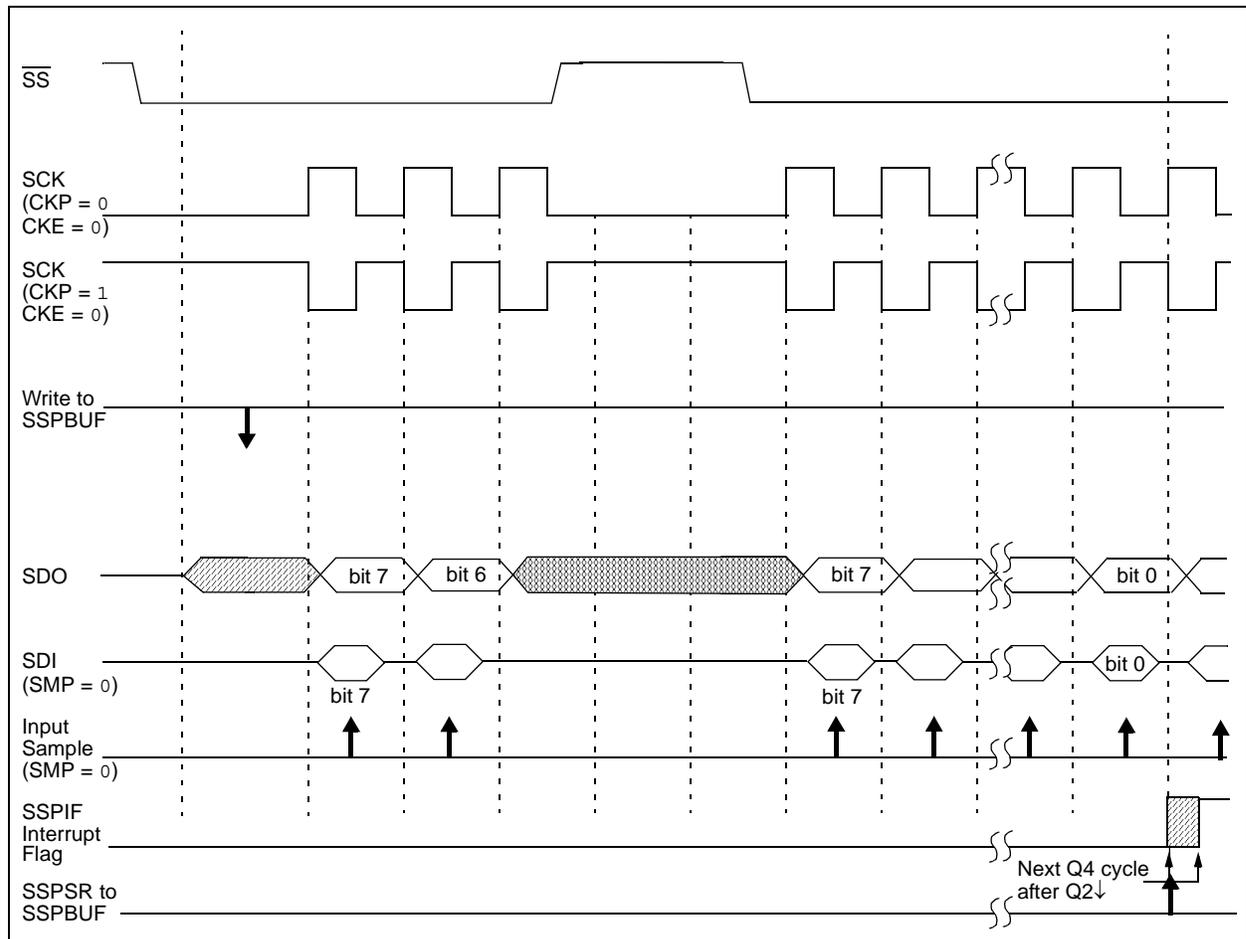 SS
SCK
(CKP = 0
CKE = 0)
SCK
(CKP = 1
CKE = 0)
Write to
SSPBUF
SDO
bit 7
bit 6
bit 7
bit 0
SDI
(SMP = 0)
bit 7
bit 7
bit 0
Input
Sample
(SMP = 0)
SSPIF
Interrupt
Flag
Next Q4 cycle
after Q2↓
SSPSR to
SSPBUF